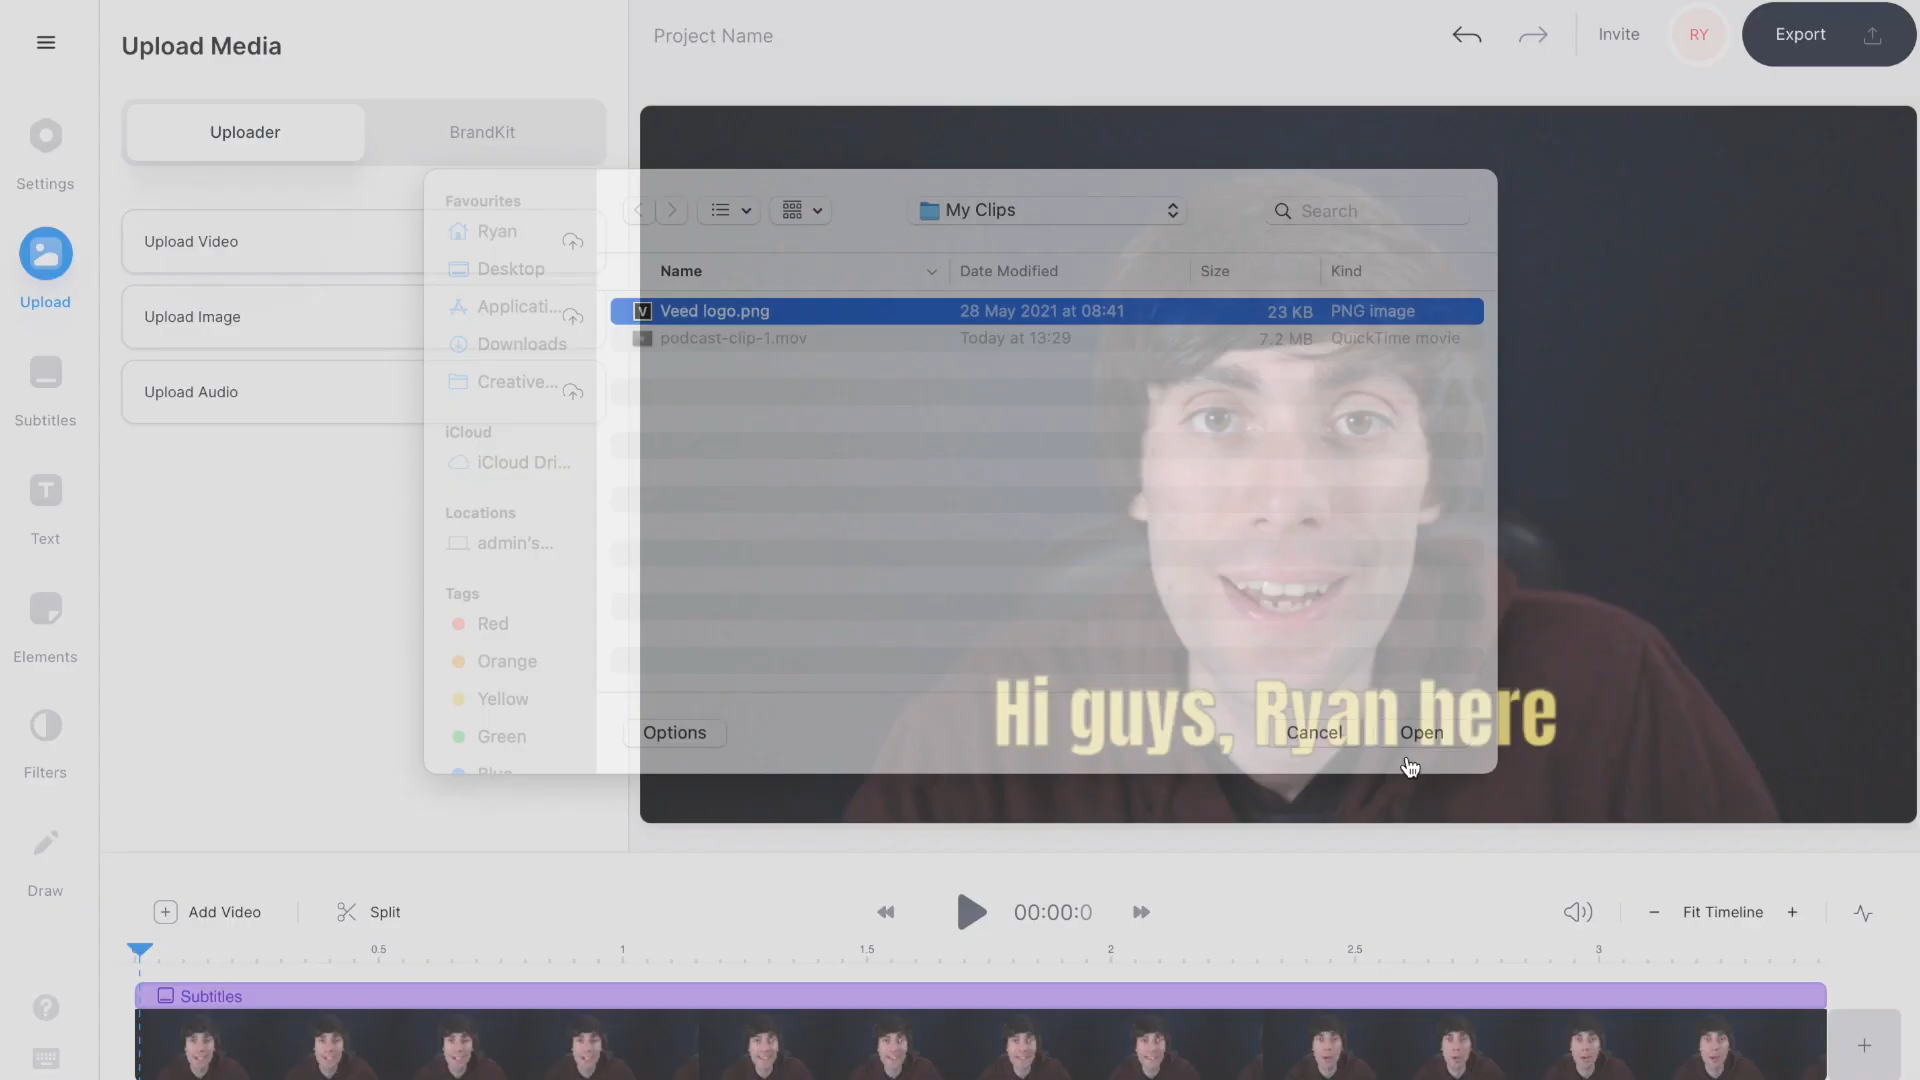 Upload Media
Project Name
Invite
RY
Export
Settings
Upload
Subtitles
Text
Elements
Filters
Draw
Uploader
BrandKit
Upload Video
Upload Image
Upload Audio
Favourites
Ryan
Desktop
Applicati...
Downloads
Creative...
iCloud
iCloud Dri...
Locations
admin's...
Tags
Red
Orange
Yellow
Green
Blue
My Clips
Search
Name Date Modified Size Kind
V Veed logo.png 28 May 2021 at 08:41 23 KB PNG image
podcast-clip-1.mov Today at 13:29 7.2 MB QuickTime movie
Hi guys, Ryan here
Options
Cancel
Open
Add Video
Split
00:00:0
Fit Timeline
0.5 1 1.5 2 2.5 3
Subtitles